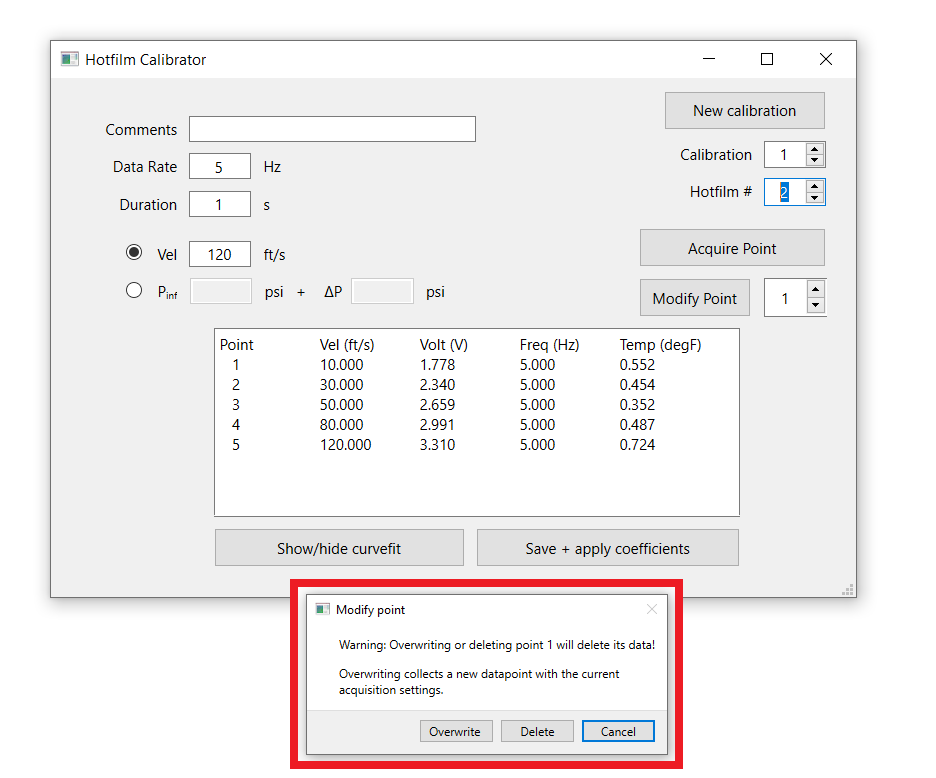 Hotfilm Calibrator
New calibration
Comments
Calibration 1
Data Rate 5 Hz
Hotfilm # 2
Duration 1 s
Vel 120 ft/s
Acquire Point
Pinf psi + ΔP psi
Modify Point 1
Point Vel (ft/s) Volt (V) Freq (Hz) Temp (degF)
1 10.000 1.778 5.000 0.552
2 30.000 2.340 5.000 0.454
3 50.000 2.659 5.000 0.352
4 80.000 2.991 5.000 0.487
5 120.000 3.310 5.000 0.724
Show/hide curvefit Save + apply coefficients
Modify point
Warning: Overwriting or deleting point 1 will delete its data!
Overwriting collects a new datapoint with the current
acquisition settings.
Overwrite Delete Cancel